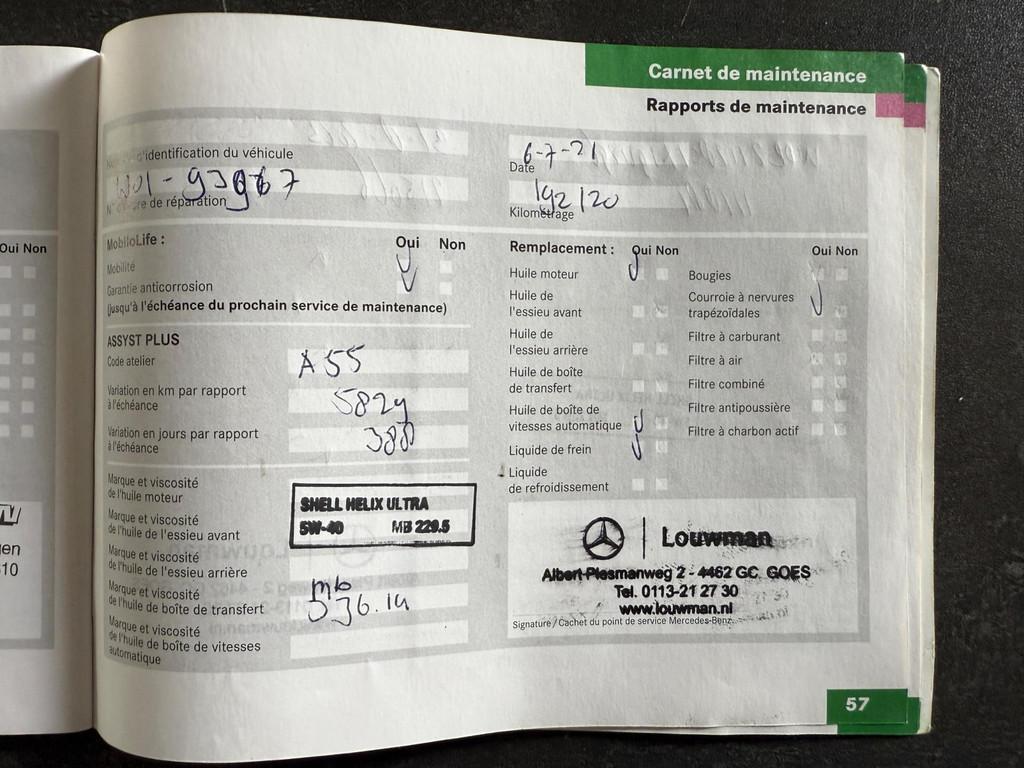 Carnet de maintenance
Rapports de maintenance
d'identification du véhicule
6-7-21
Date
de réparation
192120
Kilométrage
Oui Non
MobiloLife : Oui Non
Mobilité
Garantie anticorrosion
(jusqu'à l'échéance du prochain service de maintenance)
ASSYST PLUS
Code atelier
A 55
Variation en km par rapport
à l'échéance
5829
Variation en jours par rapport
à l'échéance
388
Marque et viscosité
de l'huile moteur
SHELL HELIX ULTRA
5W-40 MB 229.5
Marque et viscosité
de l'huile de l'essieu avant
Marque et viscosité
de l'huile de l'essieu arrière
Marque et viscosité
de l'huile de boîte de transfert
mb
Marque et viscosité
de l'huile de boîte de vitesses
automatique
Remplacement : Oui Non
Huile moteur
Huile de
l'essieu avant
Huile de
l'essieu arrière
Huile de boîte
de transfert
Huile de boîte de
vitesses automatique
Liquide de frein
Liquide
de refroidissement
Oui Non
Bougies
Courroie à nervures
trapézoïdales
Filtre à carburant
Filtre à air
Filtre combiné
Filtre antipoussière
Filtre à charbon actif
Louwman
Albert Plesmanweg 2 - 4462 GC GOES
Tel. 0113-21 27 30
www.louwman.nl
Signature/Cachet du point de service Mercedes-Benz
57